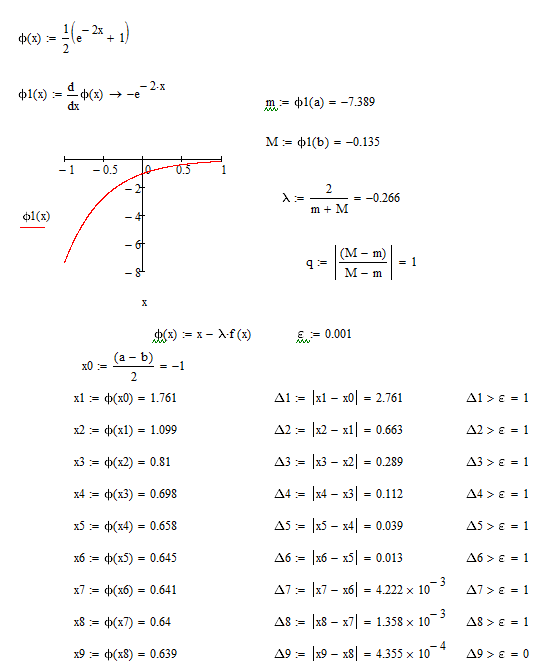 ϕ(x) := 1/2 (e^(− 2x) + 1)
ϕ1(x) := d/dx ϕ(x) → −e^(− 2·x)
m := ϕ1(a) = −7.389
M := ϕ1(b) = −0.135
− 1 − 0.5 0 0.5 1
− 2
− 4
− 6
− 8
ϕ1(x)
x
λ := 2/(m + M) = −0.266
q := |(M − m)/(M − m)| = 1
ϕ(x) := x − λ·f(x) ε := 0.001
x0 := (a − b)/2 = −1
x1 := ϕ(x0) = 1.761 Δ1 := |x1 − x0| = 2.761 Δ1 > ε = 1
x2 := ϕ(x1) = 1.099 Δ2 := |x2 − x1| = 0.663 Δ2 > ε = 1
x3 := ϕ(x2) = 0.81 Δ3 := |x3 − x2| = 0.289 Δ3 > ε = 1
x4 := ϕ(x3) = 0.698 Δ4 := |x4 − x3| = 0.112 Δ4 > ε = 1
x5 := ϕ(x4) = 0.658 Δ5 := |x5 − x4| = 0.039 Δ5 > ε = 1
x6 := ϕ(x5) = 0.645 Δ6 := |x6 − x5| = 0.013 Δ6 > ε = 1
x7 := ϕ(x6) = 0.641 Δ7 := |x7 − x6| = 4.222 × 10^(− 3) Δ7 > ε = 1
x8 := ϕ(x7) = 0.64 Δ8 := |x8 − x7| = 1.358 × 10^(− 3) Δ8 > ε = 1
x9 := ϕ(x8) = 0.639 Δ9 := |x9 − x8| = 4.355 × 10^(− 4) Δ9 > ε = 0